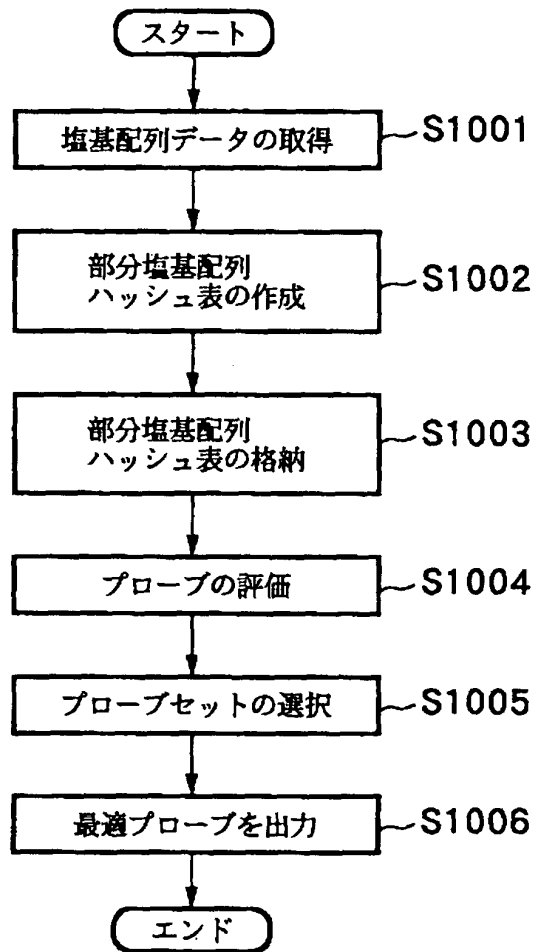 スタート
塩基配列データの取得
S1001
部分塩基配列
ハッシュ表の作成
S1002
部分塩基配列
ハッシュ表の格納
S1003
プローブの評価
S1004
プローブセットの選択
S1005
最適プローブを出力
S1006
エンド